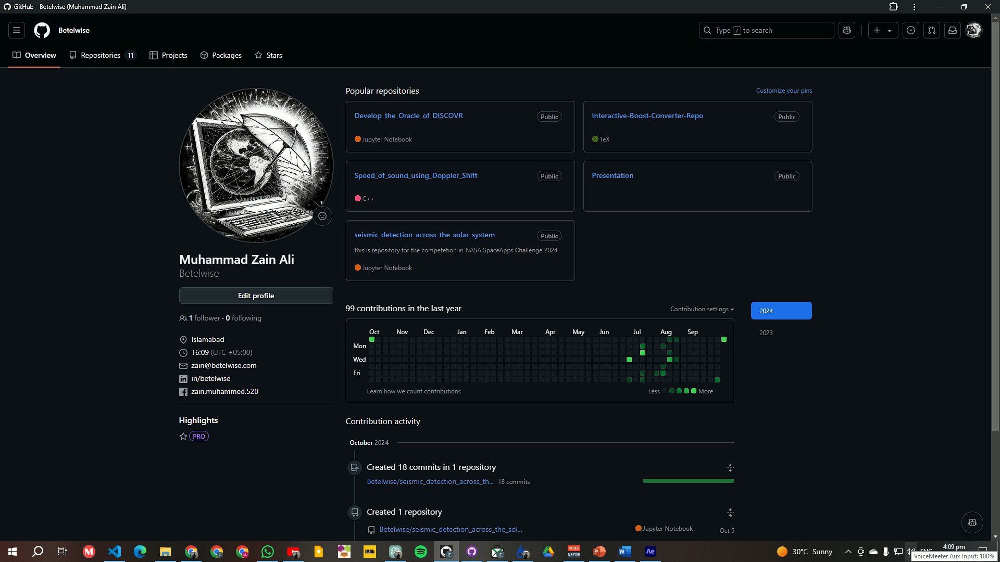 GitHub - Betelwise (Muhammad Zain Ali)
Betelwise
Type / to search
Overview
Repositories 11
Projects
Packages
Stars
Muhammad Zain Ali
Betelwise
Edit profile
1 follower · 0 following
Islamabad
16:09 (UTC +05:00)
zain@betelwise.com
in/betelwise
zain.muhammed.520
Highlights
PRO
Popular repositories
Customize your pins
Develop_the_Oracle_of_DISCOVR
Public
Jupyter Notebook
Interactive-Boost-Converter-Repo
Public
TeX
Speed_of_sound_using_Doppler_Shift
Public
C++
Presentation
Public
seismic_detection_across_the_solar_system
Public
this is repository for the competetion in NASA SpaceApps Challenge 2024
Jupyter Notebook
99 contributions in the last year
Contribution settings
2024
2023
Oct Nov Dec Jan Feb Mar Apr May Jun Jul Aug Sep
Mon
Wed
Fri
Learn how we count contributions
Less More
Contribution activity
October 2024
Created 18 commits in 1 repository
Betelwise/seismic_detection_across_th... 18 commits
Created 1 repository
Betelwise/seismic_detection_across_the_sol...
Jupyter Notebook
Oct 5
IMDb
VOICE MEETER
Ae
30°C Sunny
4:09 pm
VoiceMeeter Aux Input: 100%